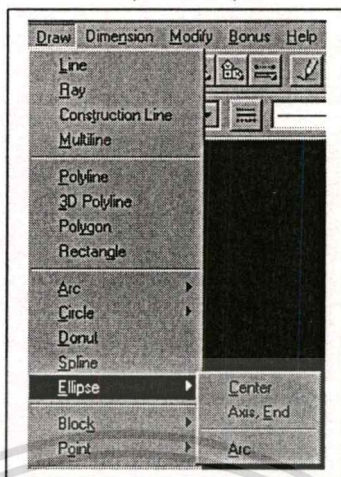 Draw Dimension Modify Bonus Help
Line
Ray
Construction Line
Multiline
Polyline
3D Polyline
Polygon
Rectangle
Arc
Circle
Donut
Spline
Ellipse
Center
Axis, End
Block
Point
Arc